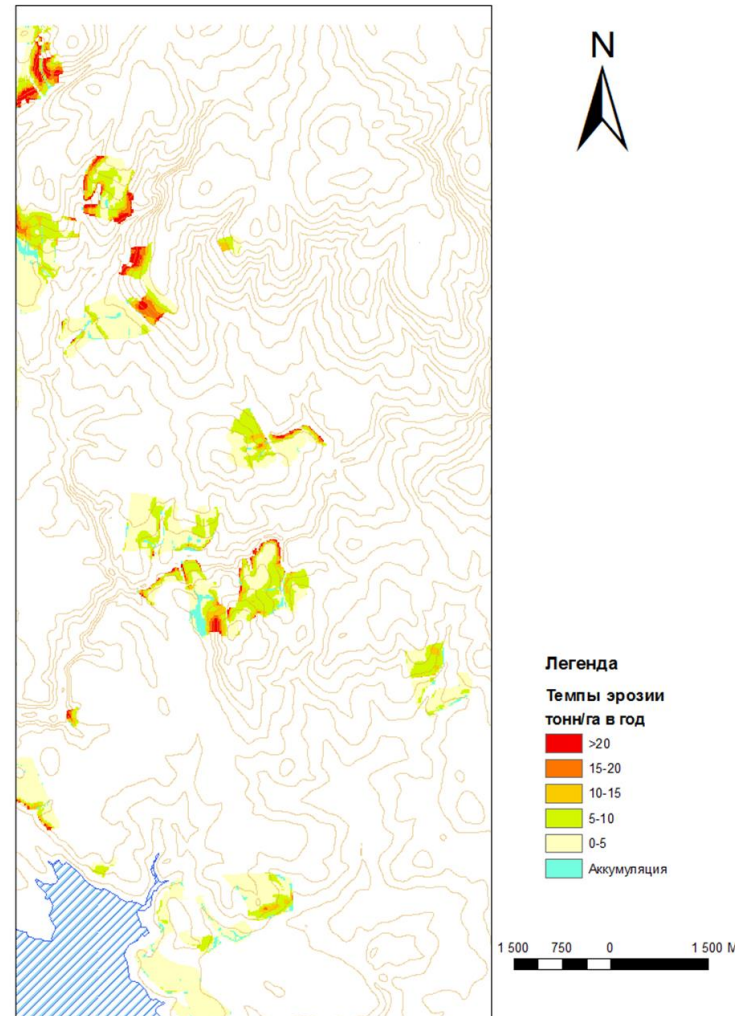 N
Легенда
Темпы эрозии
тонн/га в год
>20
15-20
10-15
5-10
0-5
Аккумуляция
1 500 750 0 1 500 М